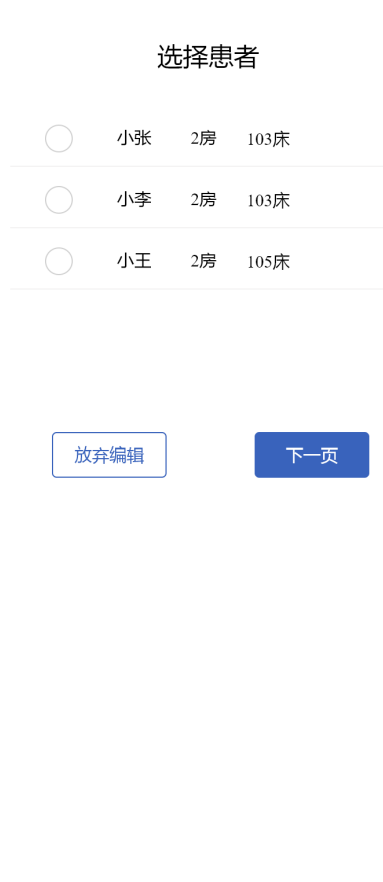 选择患者
小张 2房 103床
小李 2房 103床
小王 2房 105床
放弃编辑 下一页